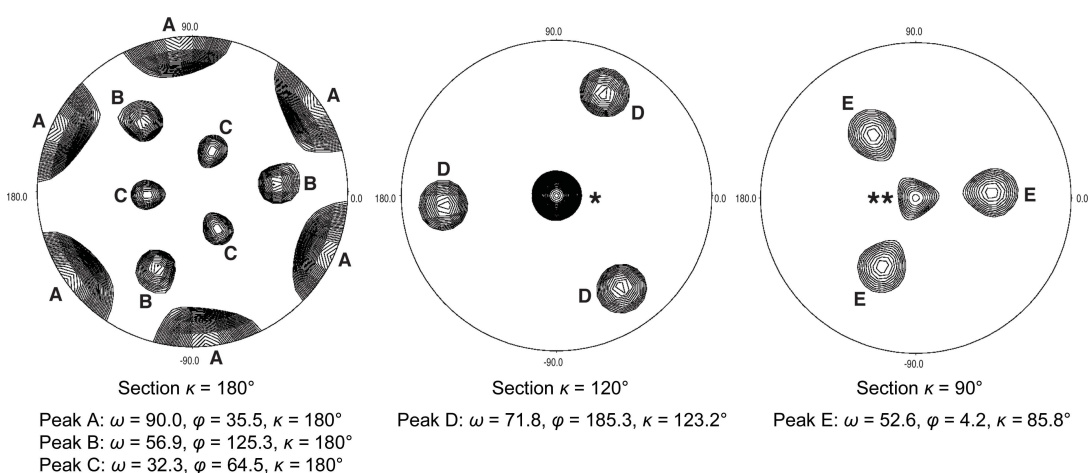 90.0
180.0
0.0
-90.0
A
A
A
A
A
A
B
B
B
C
C
C
Section κ = 180°
Peak A: ω = 90.0, φ = 35.5, κ = 180°
Peak B: ω = 56.9, φ = 125.3, κ = 180°
Peak C: ω = 32.3, φ = 64.5, κ = 180°
90.0
180.0
0.0
-90.0
D
D
D
*
Section κ = 120°
Peak D: ω = 71.8, φ = 185.3, κ = 123.2°
90.0
180.0
0.0
-90.0
E
E
E
**
Section κ = 90°
Peak E: ω = 52.6, φ = 4.2, κ = 85.8°